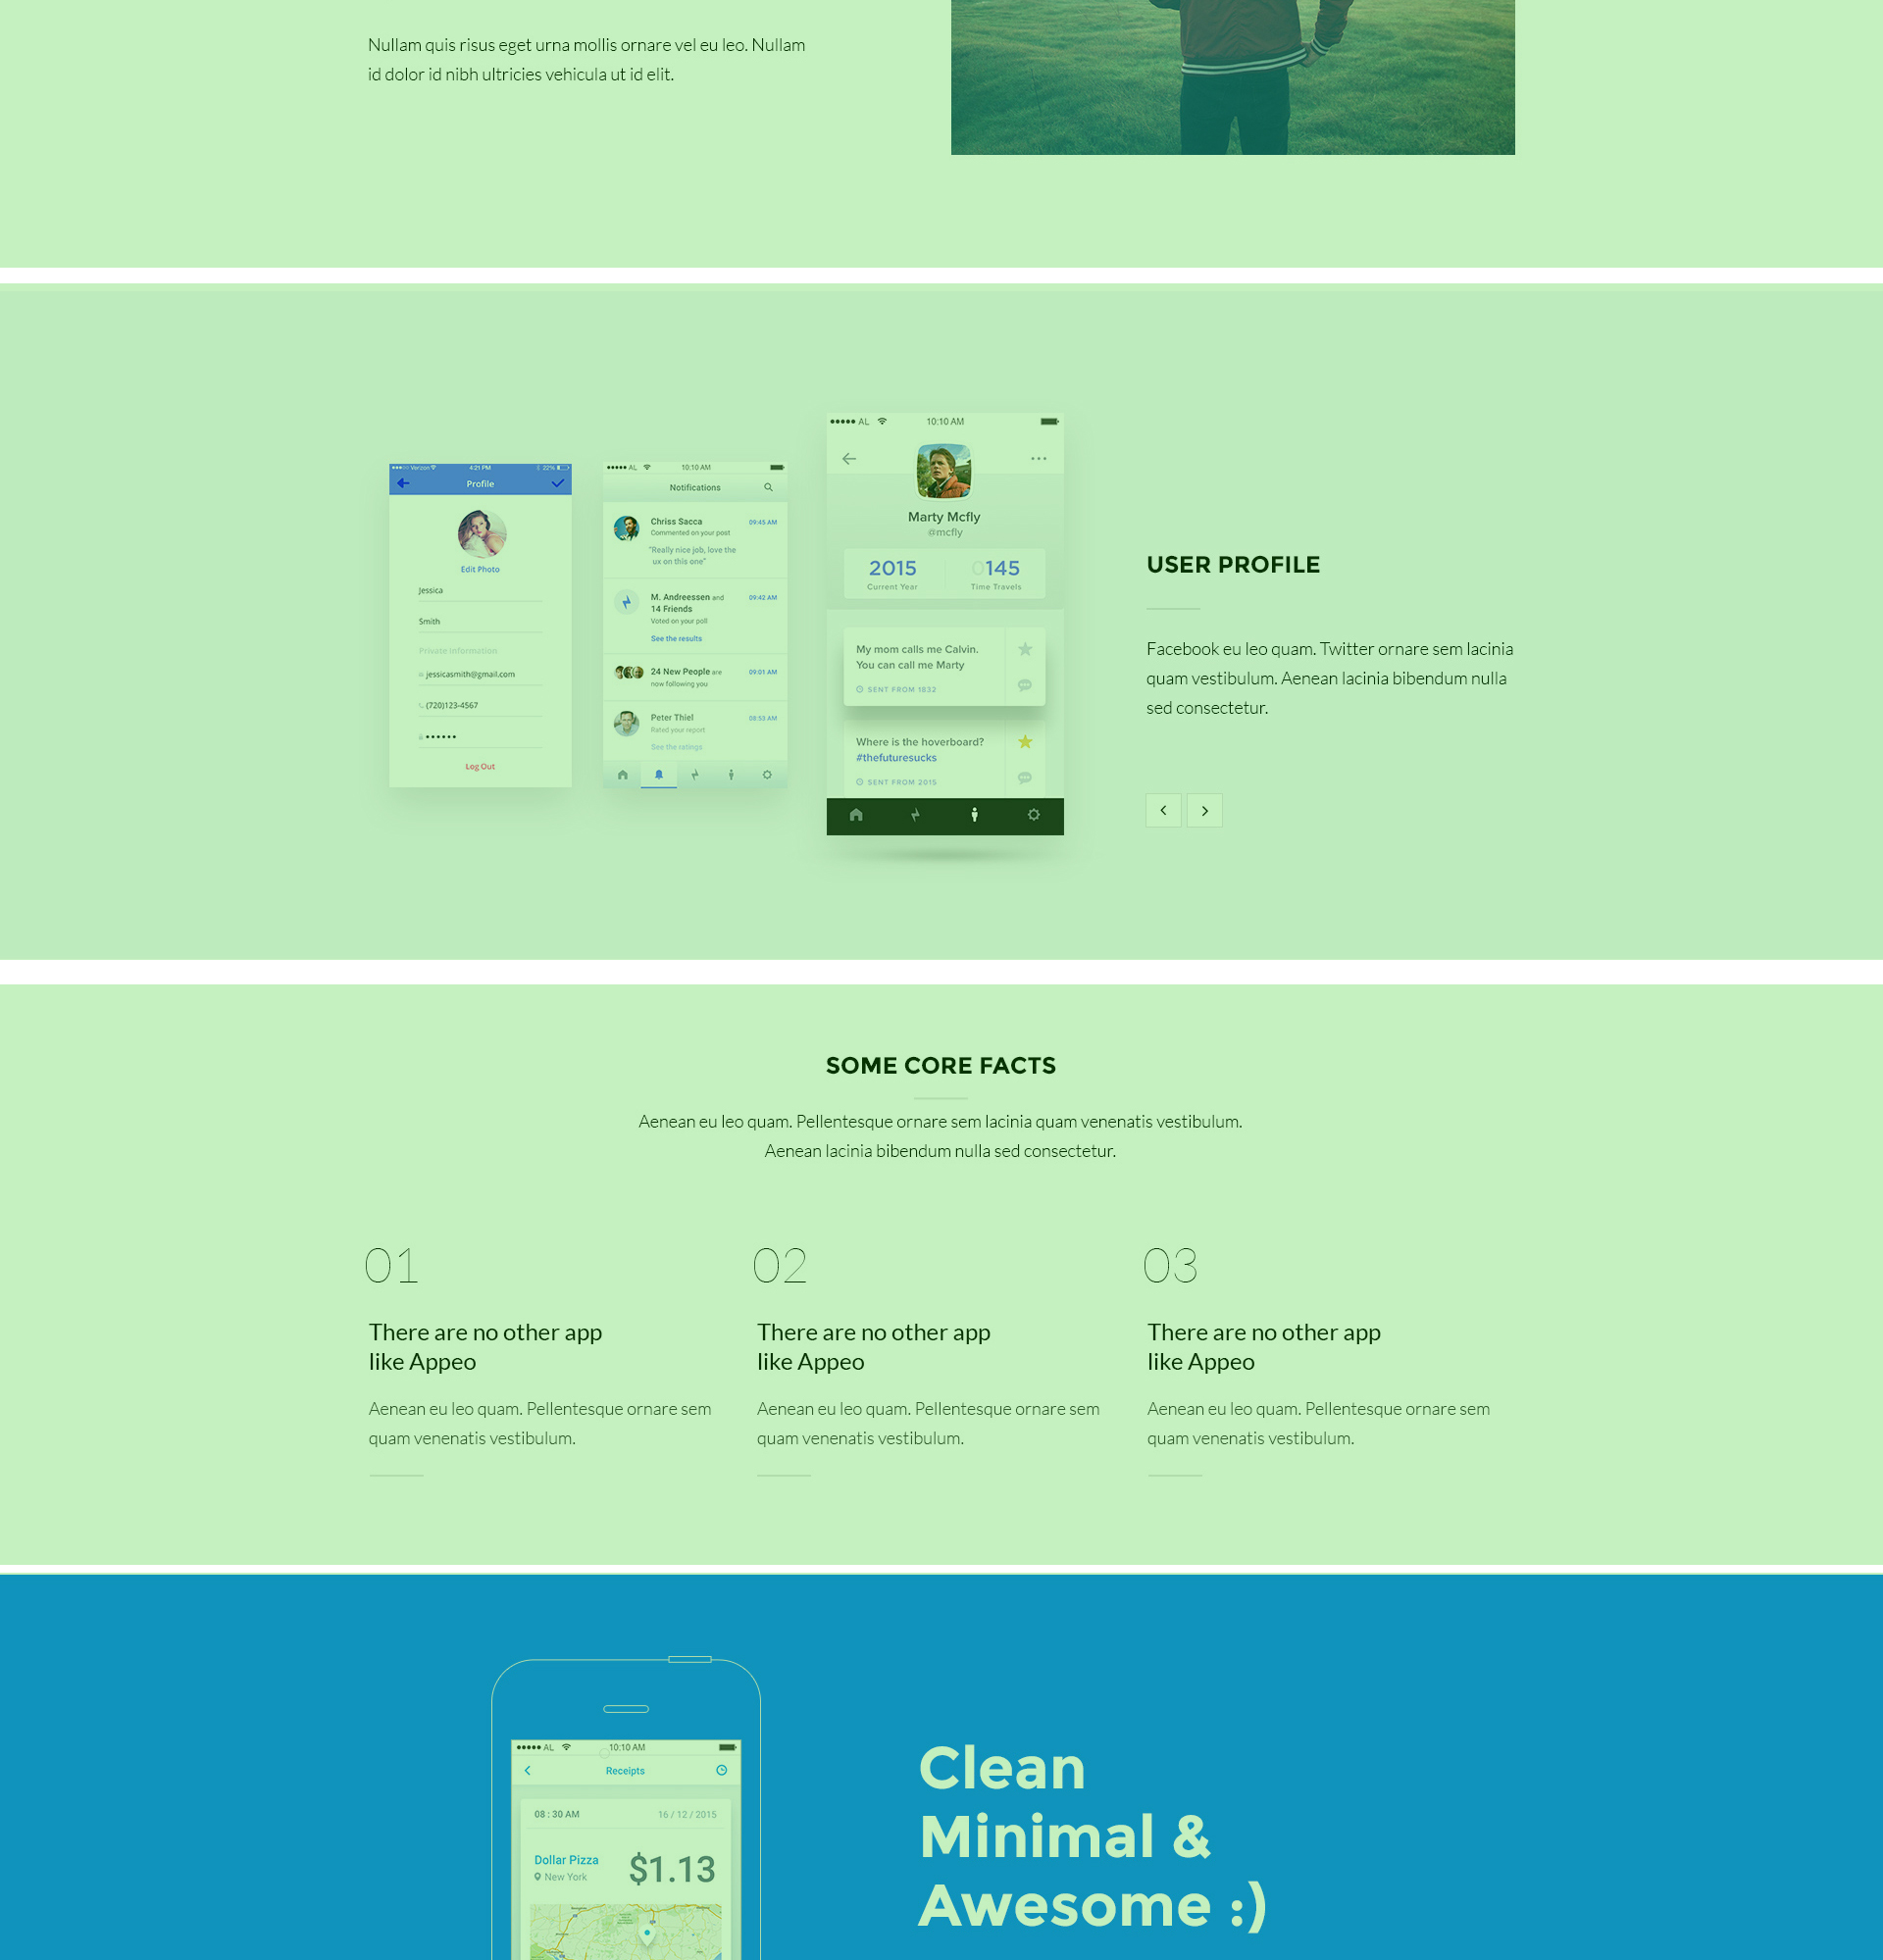 Nullam quis risus eget urna mollis ornare vel eu leo. Nullam
id dolor id nibh ultricies vehicula ut id elit.
Verizon 4:21 PM 22%
Profile
Edit Photo
Jessica
Smith
Private Information
jessicasmith@gmail.com
(720)123-4567
Log Out
AL 10:10 AM
Notifications
Chriss Sacca 09:45 AM
Commented on your post
"Really nice job, love the
ux on this one"
M. Andreessen and 09:42 AM
14 Friends
Voted on your poll
See the results
24 New People are 09:01 AM
now following you
Peter Thiel 08:53 AM
Rated your report
See the ratings
AL 10:10 AM
Marty Mcfly
@mcfly
2015 0145
Current Year Time Travels
My mom calls me Calvin.
You can call me Marty
SENT FROM 1832
Where is the hoverboard?
#thefuturesucks
SENT FROM 2015
USER PROFILE
Facebook eu leo quam. Twitter ornare sem lacinia
quam vestibulum. Aenean lacinia bibendum nulla
sed consectetur.
SOME CORE FACTS
Aenean eu leo quam. Pellentesque ornare sem lacinia quam venenatis vestibulum.
Aenean lacinia bibendum nulla sed consectetur.
01
There are no other app
like Appeo
Aenean eu leo quam. Pellentesque ornare sem
quam venenatis vestibulum.
02
There are no other app
like Appeo
Aenean eu leo quam. Pellentesque ornare sem
quam venenatis vestibulum.
03
There are no other app
like Appeo
Aenean eu leo quam. Pellentesque ornare sem
quam venenatis vestibulum.
AL 10:10 AM
Receipts
08 : 30 AM 16 / 12 / 2015
Dollar Pizza $1.13
New York
Clean
Minimal &
Awesome :)